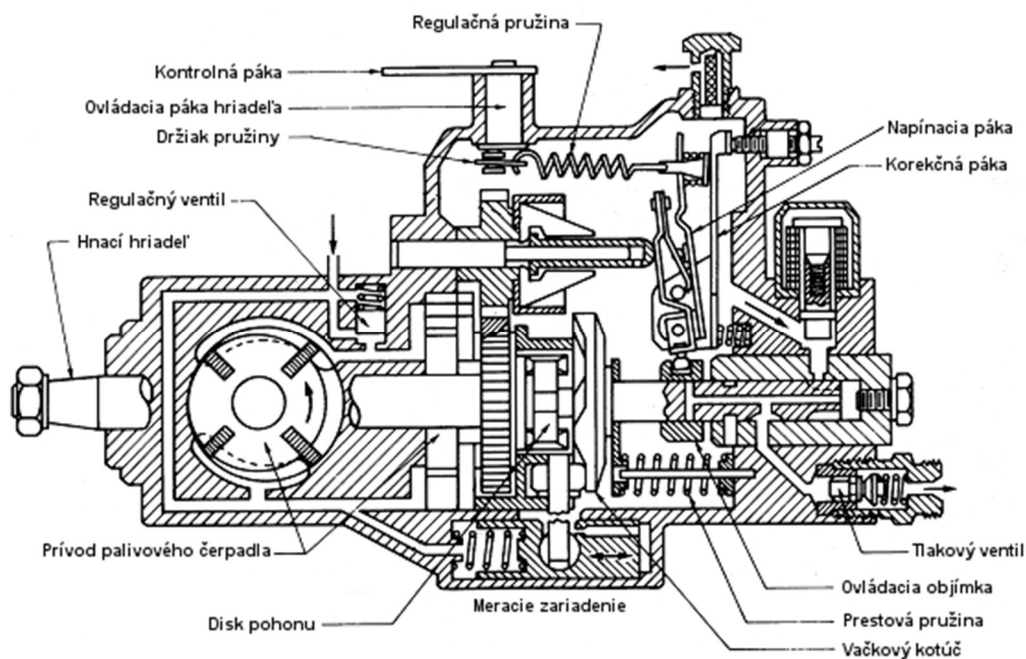 Regulačná pružina
Kontrolná páka
Ovládacia páka hriadeľa
Držiak pružiny
Napínacia páka
Korekčná páka
Regulačný ventil
Hnací hriadeľ
Prívod palivového čerpadla
Tlakový ventil
Ovládacia objímka
Meracie zariadenie
Disk pohonu
Prestová pružina
Vačkový kotúč